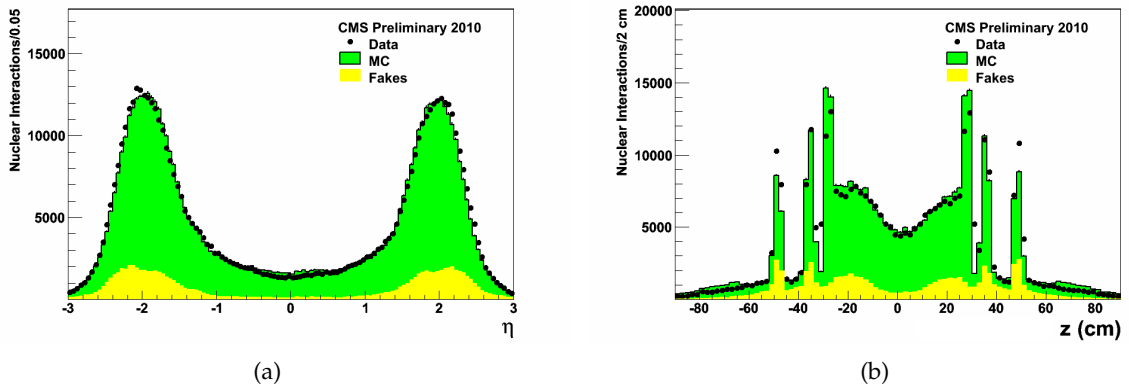 Nuclear Interactions/0.05
15000
10000
5000
CMS Preliminary 2010
Data
MC
Fakes
-3 -2 -1 0 1 2 3
η
(a)
Nuclear Interactions/2 cm
20000
15000
10000
5000
0
CMS Preliminary 2010
Data
MC
Fakes
-80 -60 -40 -20 0 20 40 60 80
z (cm)
(b)